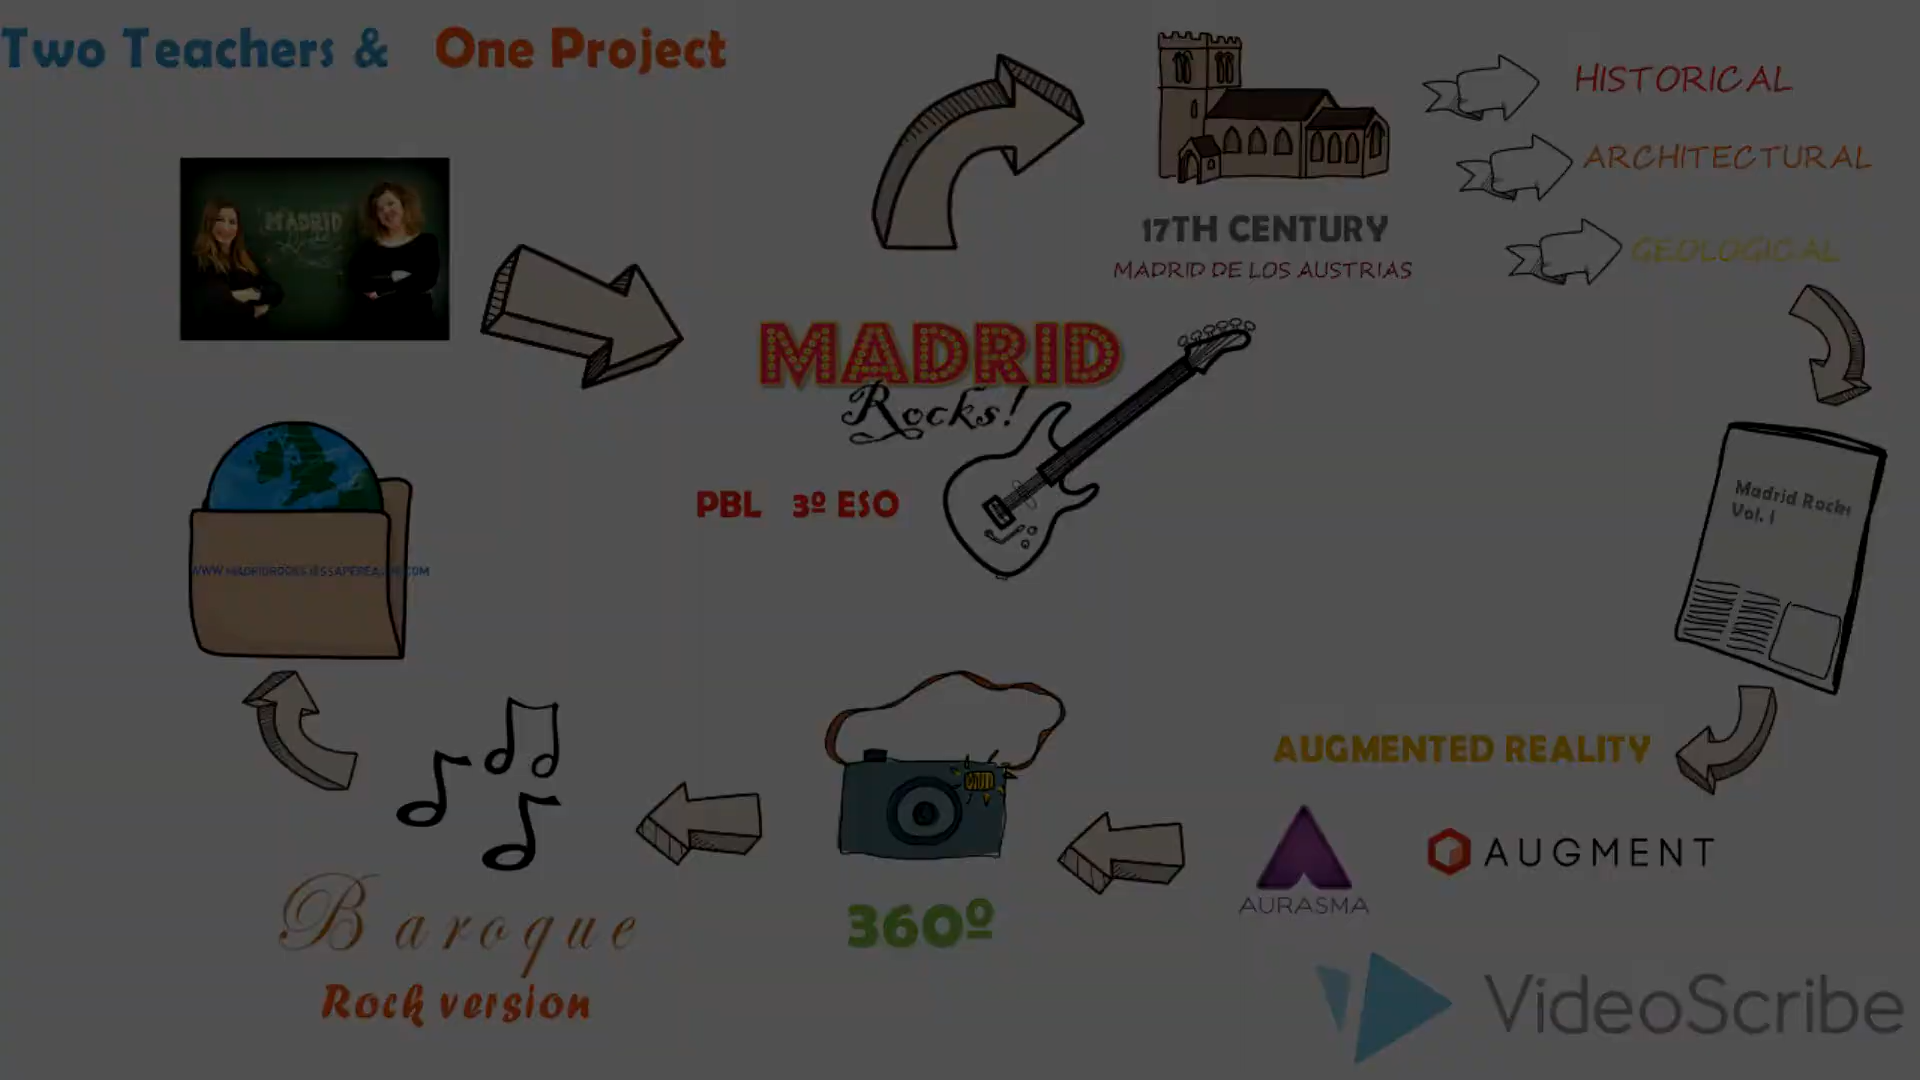 Two Teachers & One Project
HISTORICAL
ARCHITECTURAL
GEOLOGICAL
17TH CENTURY
MADRID DE LOS AUSTRIAS
MADRID
MADRID
Rocks!
PBL 3º ESO
Madrid Rocks
Vol. I
AUGMENTED REALITY
AURASMA
AUGMENT
360º
Baroque
Rock version
VideoScribe